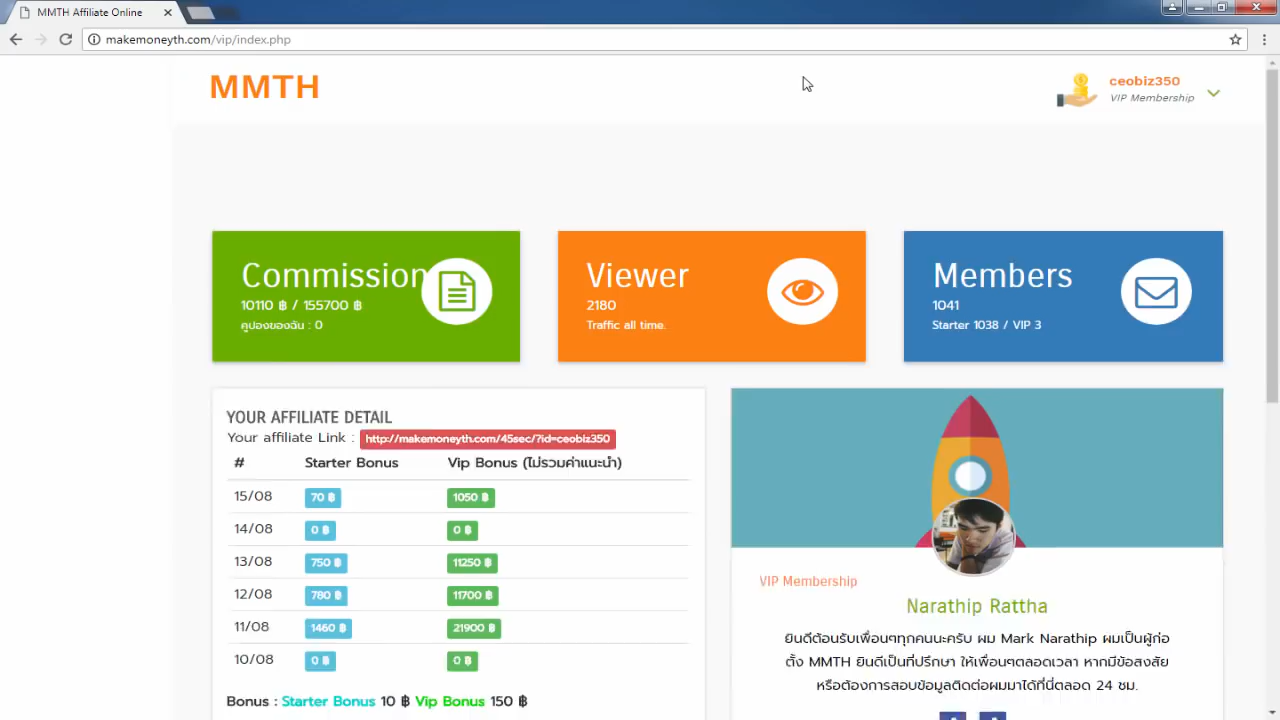 MMTH Affiliate Online
makemoneyth.com/vip/index.php
MMTH
ceobiz350
VIP Membership
Commission
10110 ฿ / 155700 ฿
คูปองของฉัน : 0
Viewer
2180
Traffic all time.
Members
1041
Starter 1038 / VIP 3
YOUR AFFILIATE DETAIL
Your affiliate Link : http://makemoneyth.com/45sec/?id=ceobiz350
# Starter Bonus Vip Bonus (ไม่รวมค่าแนะนำ)
15/08 70 ฿ 1050 ฿
14/08 0 ฿ 0 ฿
13/08 750 ฿ 11250 ฿
12/08 780 ฿ 11700 ฿
11/08 1460 ฿ 21900 ฿
10/08 0 ฿ 0 ฿
Bonus : Starter Bonus 10 ฿ Vip Bonus 150 ฿
VIP Membership
Narathip Rattha
ยินดีต้อนรับเพื่อนๆทุกคนนะครับ ผม Mark Narathip ผมเป็นผู้ก่อ
ตั้ง MMTH ยินดีเป็นที่ปรึกษา ให้เพื่อนๆตลอดเวลา หากมีข้อสงสัย
หรือต้องการสอบข้อมูลติดต่อผมมาได้ที่นี่ตลอด 24 ชม.